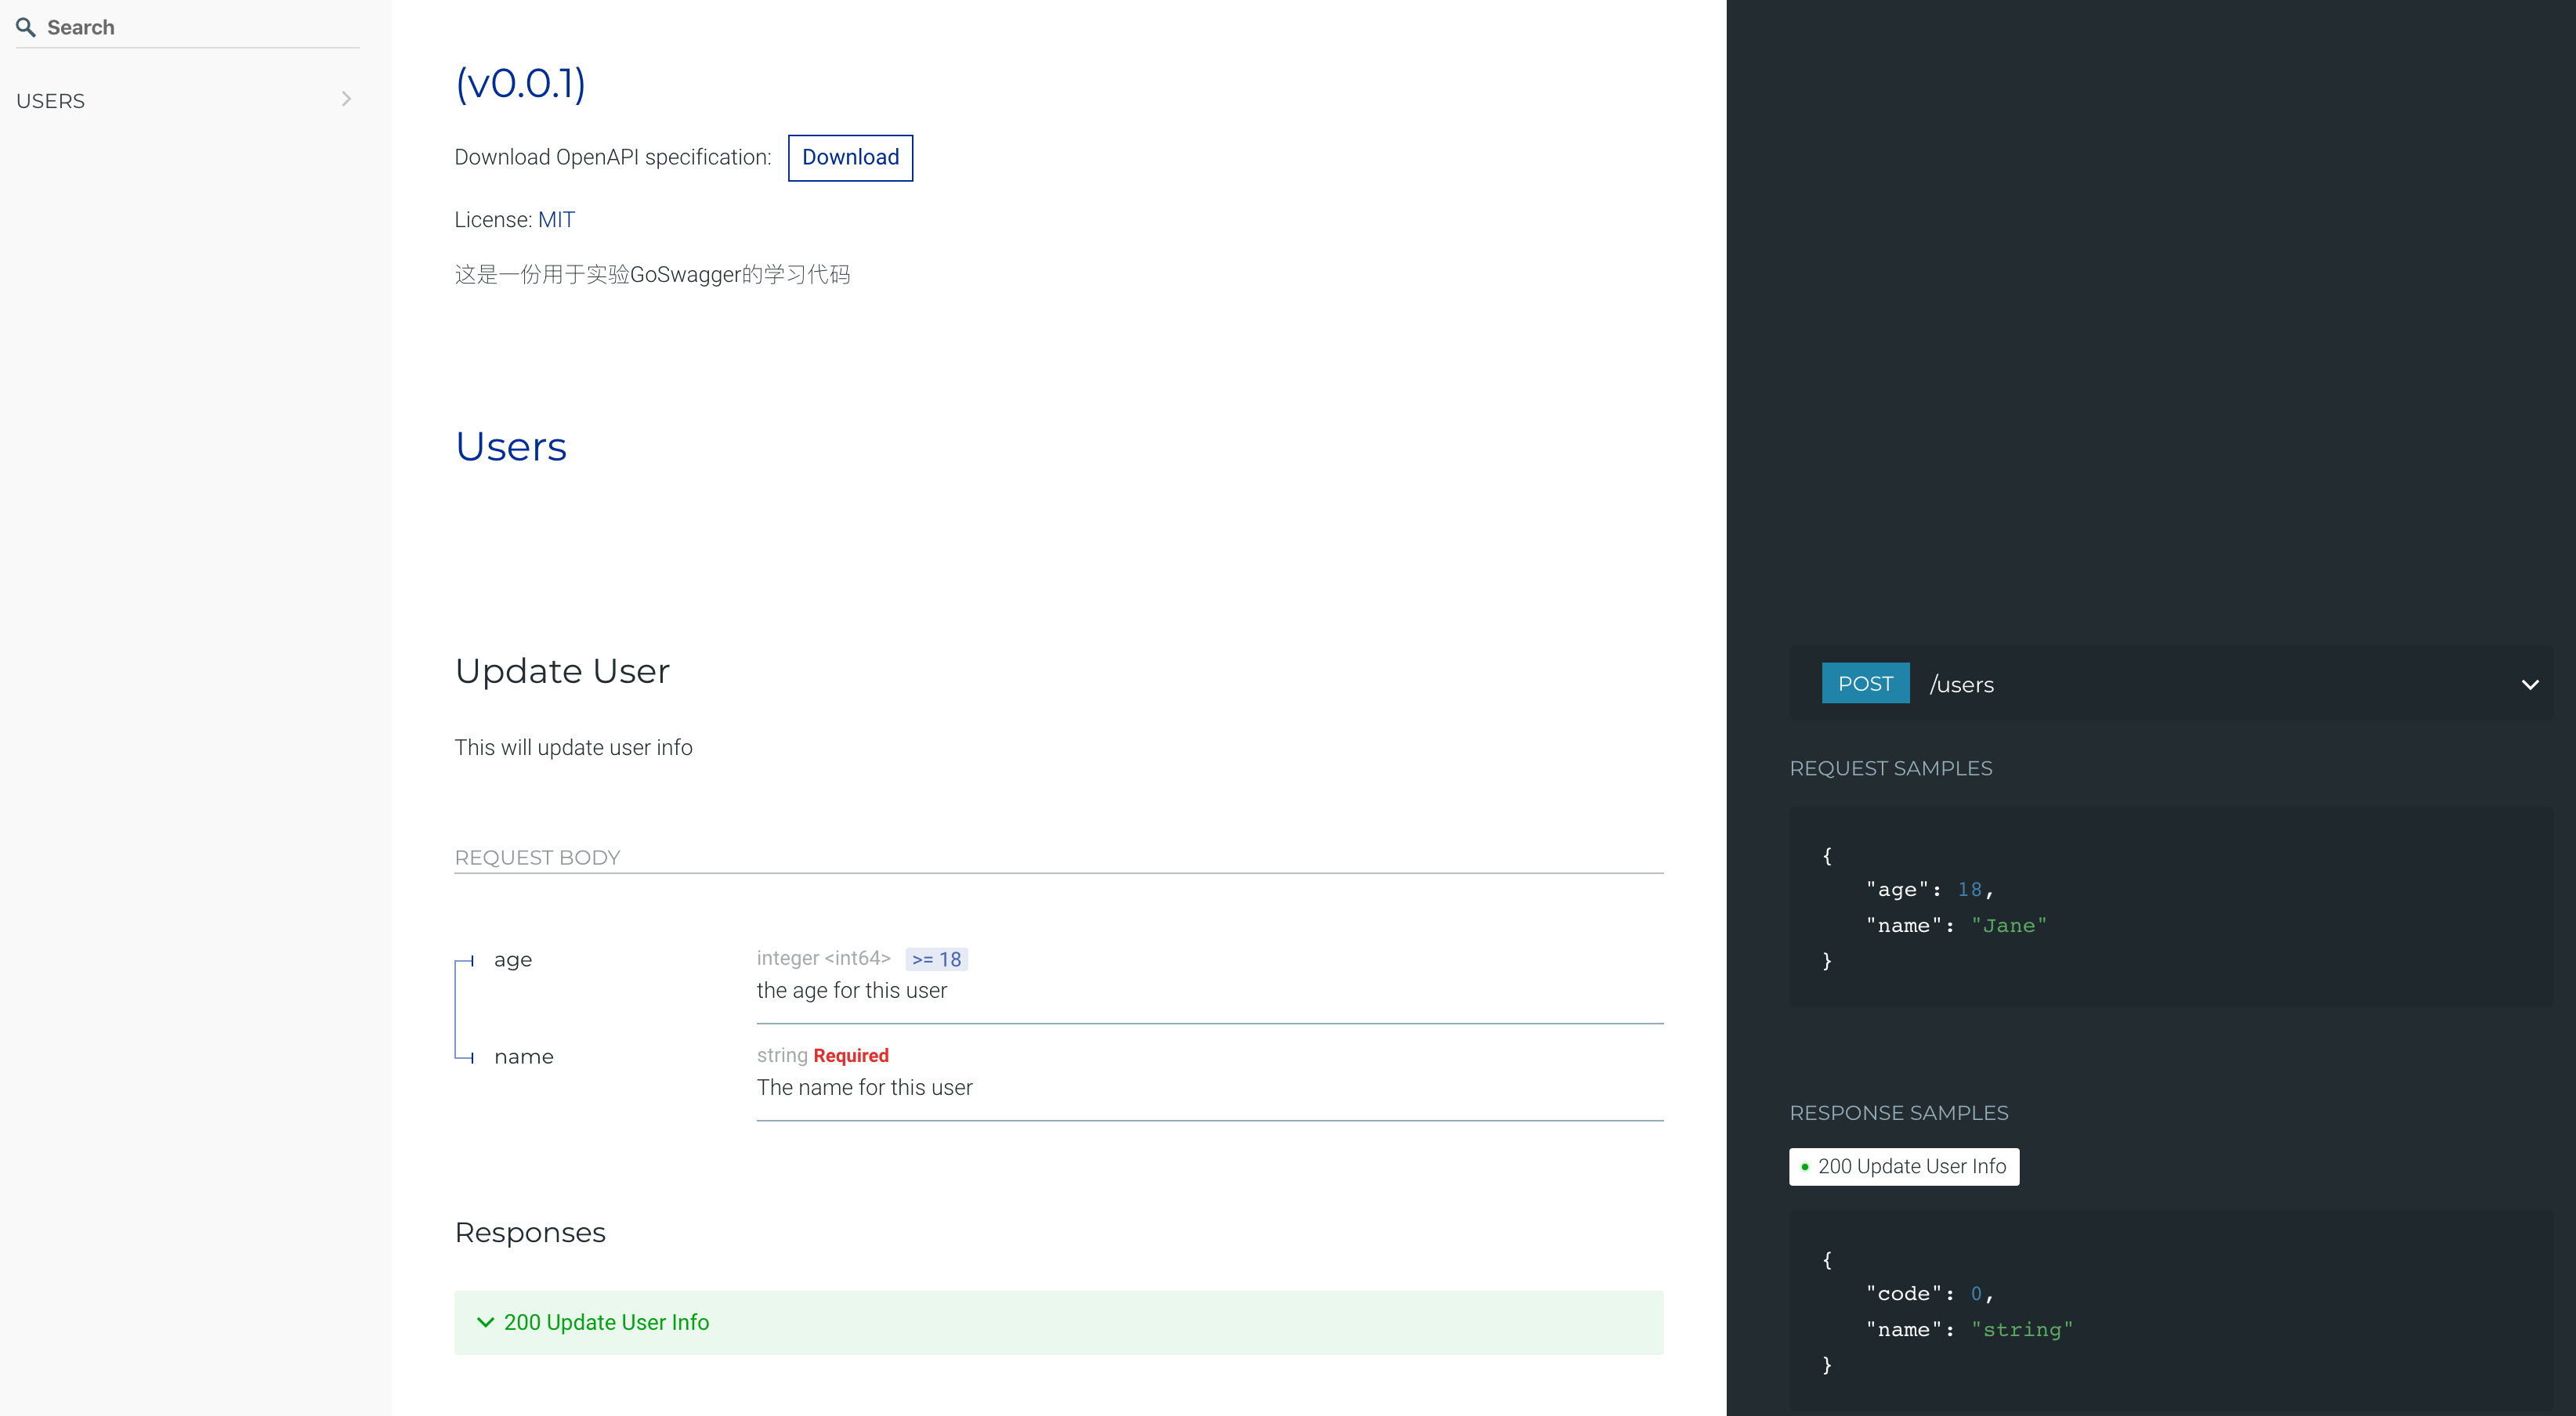 Search
USERS
(v0.0.1)
Download OpenAPI specification: Download
License: MIT
这是一份用于实验GoSwagger的学习代码
Users
Update User
This will update user info
REQUEST BODY
age
integer <int64> >= 18
the age for this user
name
string Required
The name for this user
Responses
200 Update User Info
POST /users
REQUEST SAMPLES
{
"age": 18,
"name": "Jane"
}
RESPONSE SAMPLES
200 Update User Info
{
"code": 0,
"name": "string"
}